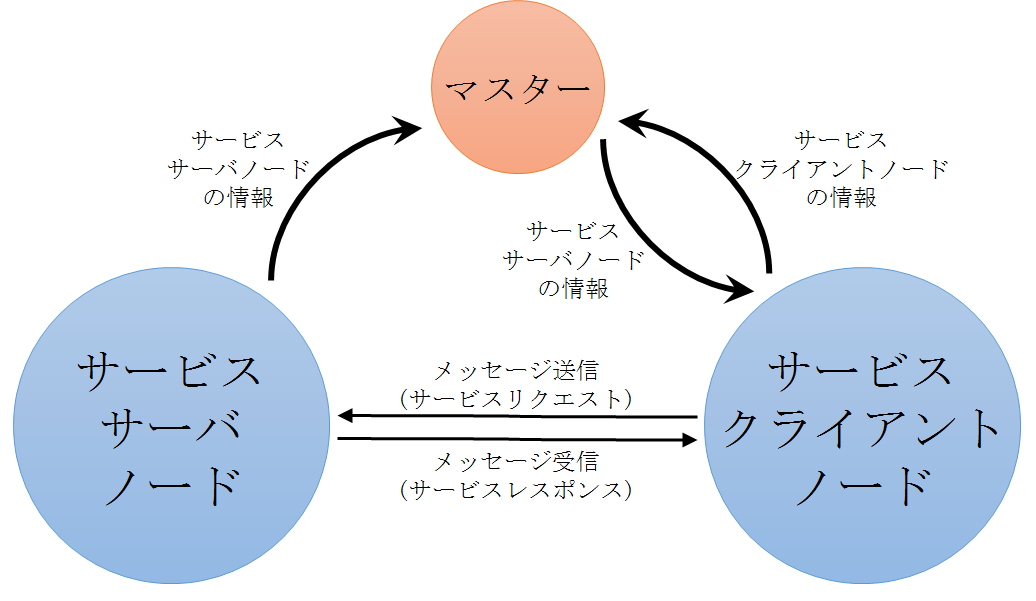 マスター
サービス
サーバノード
の情報
サービス
クライアントノード
の情報
サービス
サーバノード
の情報
サービス
サーバ
ノード
メッセージ送信
(サービスリクエスト)
メッセージ受信
(サービスレスポンス)
サービス
クライアント
ノード